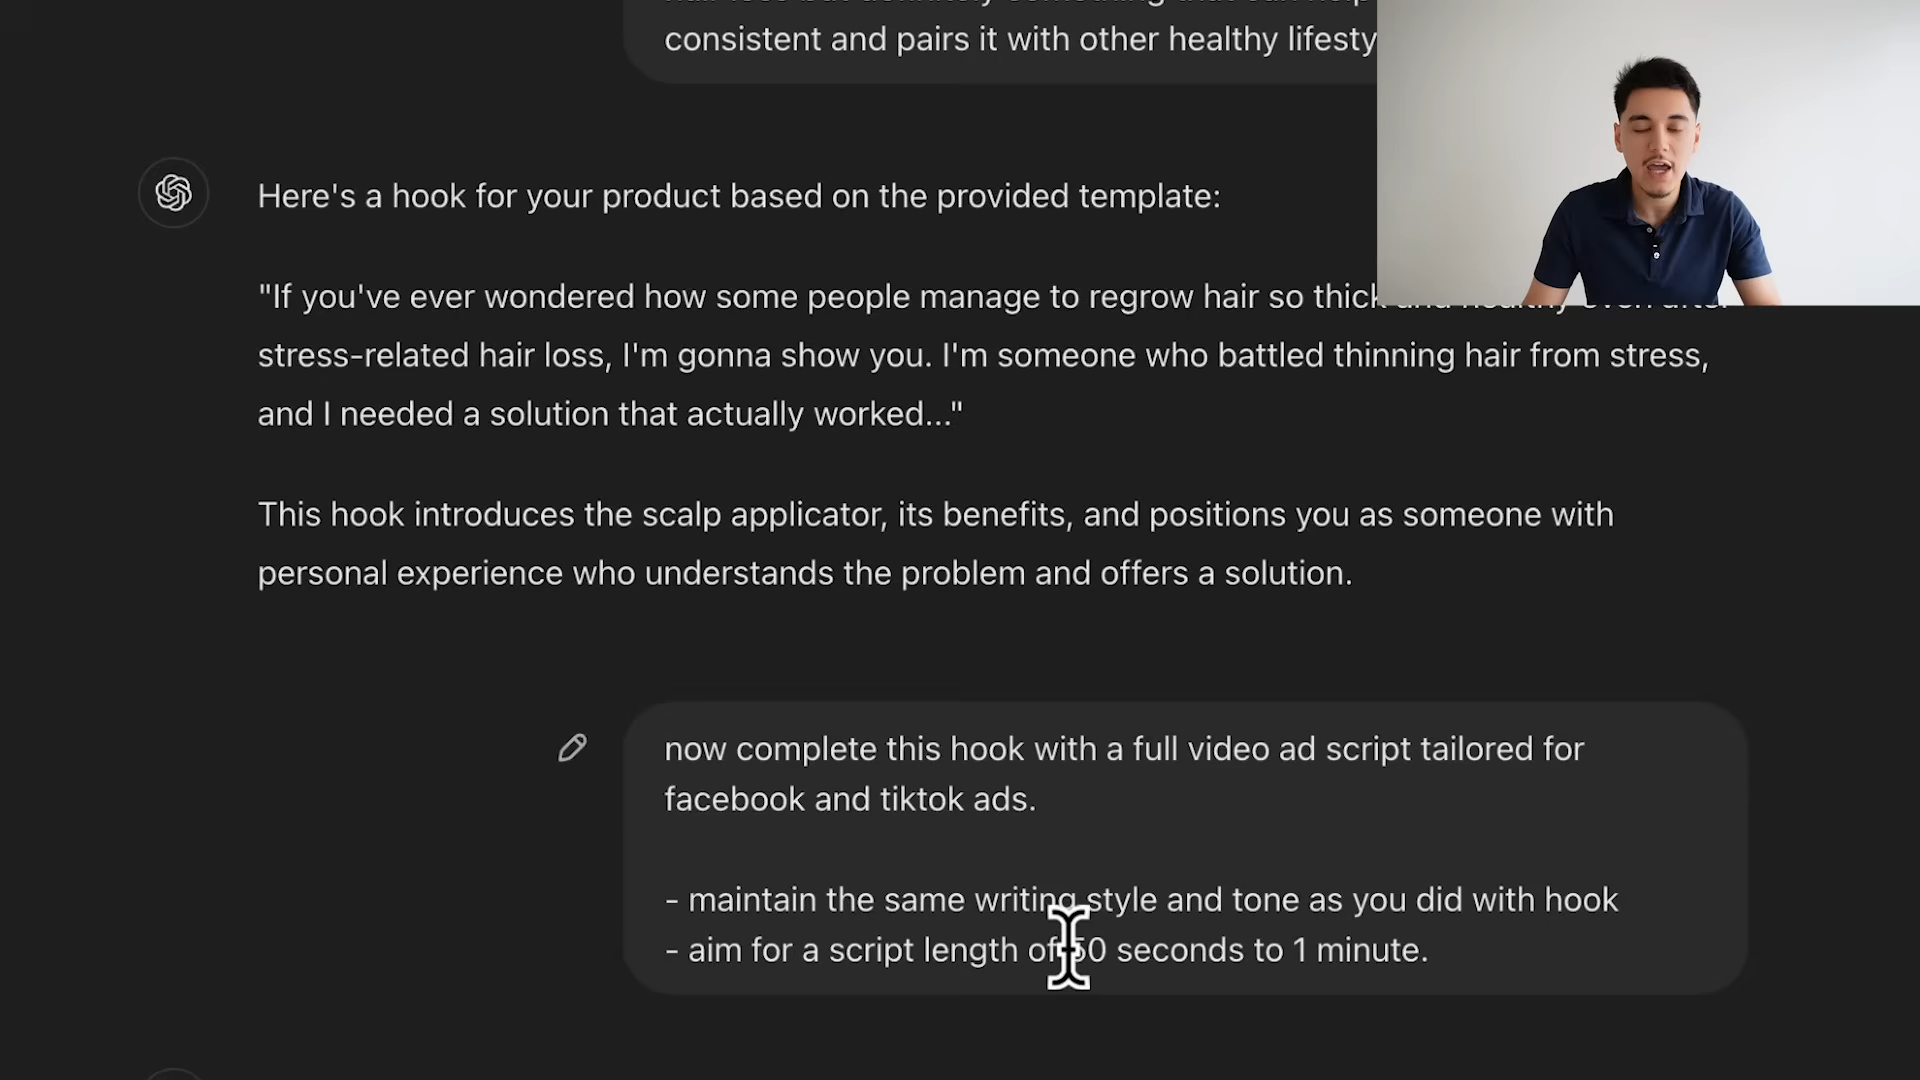 consistent and pairs it with other healthy lifesty
Here's a hook for your product based on the provided template:
"If you've ever wondered how some people manage to regrow hair so thick
stress-related hair loss, I'm gonna show you. I'm someone who battled thinning hair from stress,
and I needed a solution that actually worked..."
This hook introduces the scalp applicator, its benefits, and positions you as someone with
personal experience who understands the problem and offers a solution.
now complete this hook with a full video ad script tailored for
facebook and tiktok ads.
- maintain the same writing style and tone as you did with hook
- aim for a script length of 50 seconds to 1 minute.